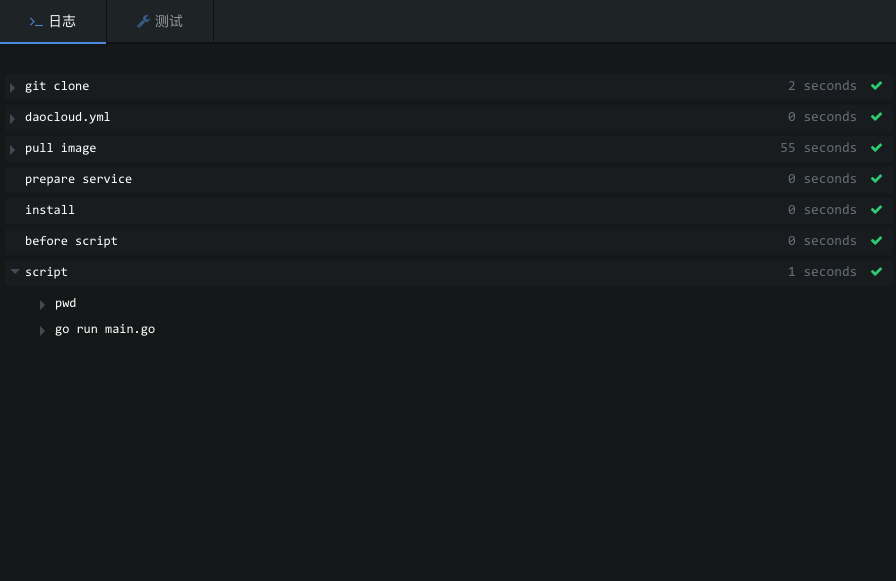 >_ 日志 测试
git clone 2 seconds
daocloud.yml 0 seconds
pull image 55 seconds
prepare service 0 seconds
install 0 seconds
before script 0 seconds
script 1 seconds
pwd
go run main.go